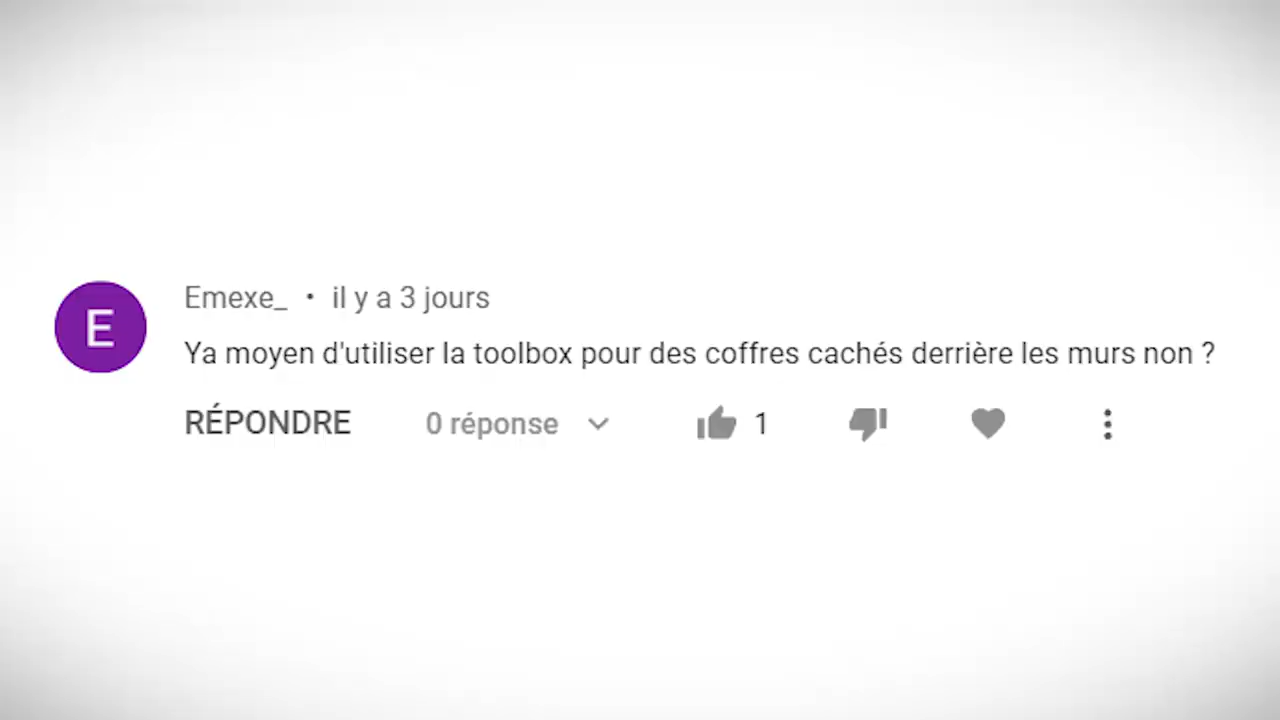 E
Emexe_ • il y a 3 jours
Ya moyen d'utiliser la toolbox pour des coffres cachés derrière les murs non ?
RÉPONDRE 0 réponse 1